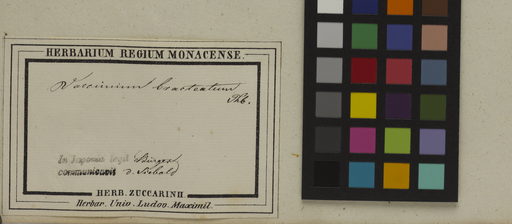 HERBARIUM REGIUM MONACENSE.
Vaccinium bracteatum
Thb.
In Japonia legit Bürger,
communicavit v. Siebold
HERB. ZUCCARINII
Herbar. Univ. Ludov. Maximil.